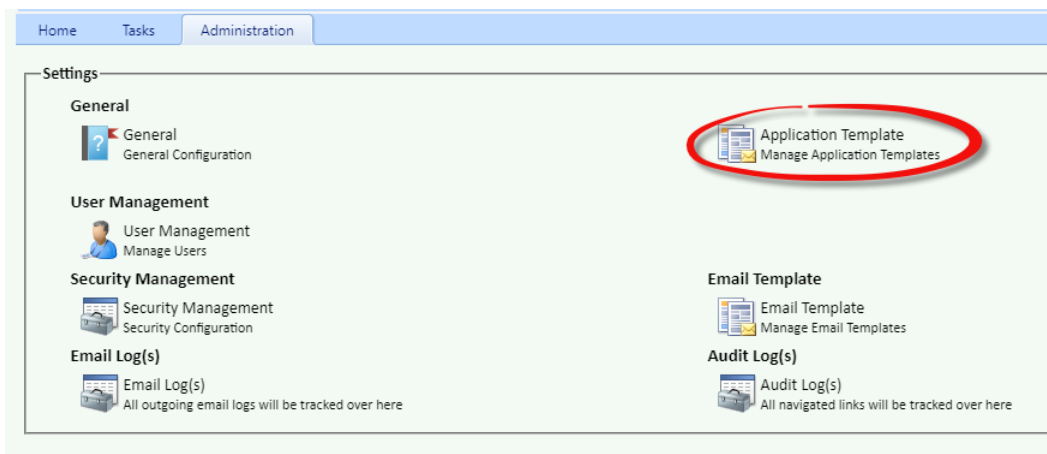 Home Tasks Administration
Settings
General
General
General Configuration
Application Template
Manage Application Templates
User Management
User Management
Manage Users
Security Management
Security Management
Security Configuration
Email Template
Email Template
Manage Email Templates
Email Log(s)
Email Log(s)
All outgoing email logs will be tracked over here
Audit Log(s)
Audit Log(s)
All navigated links will be tracked over here